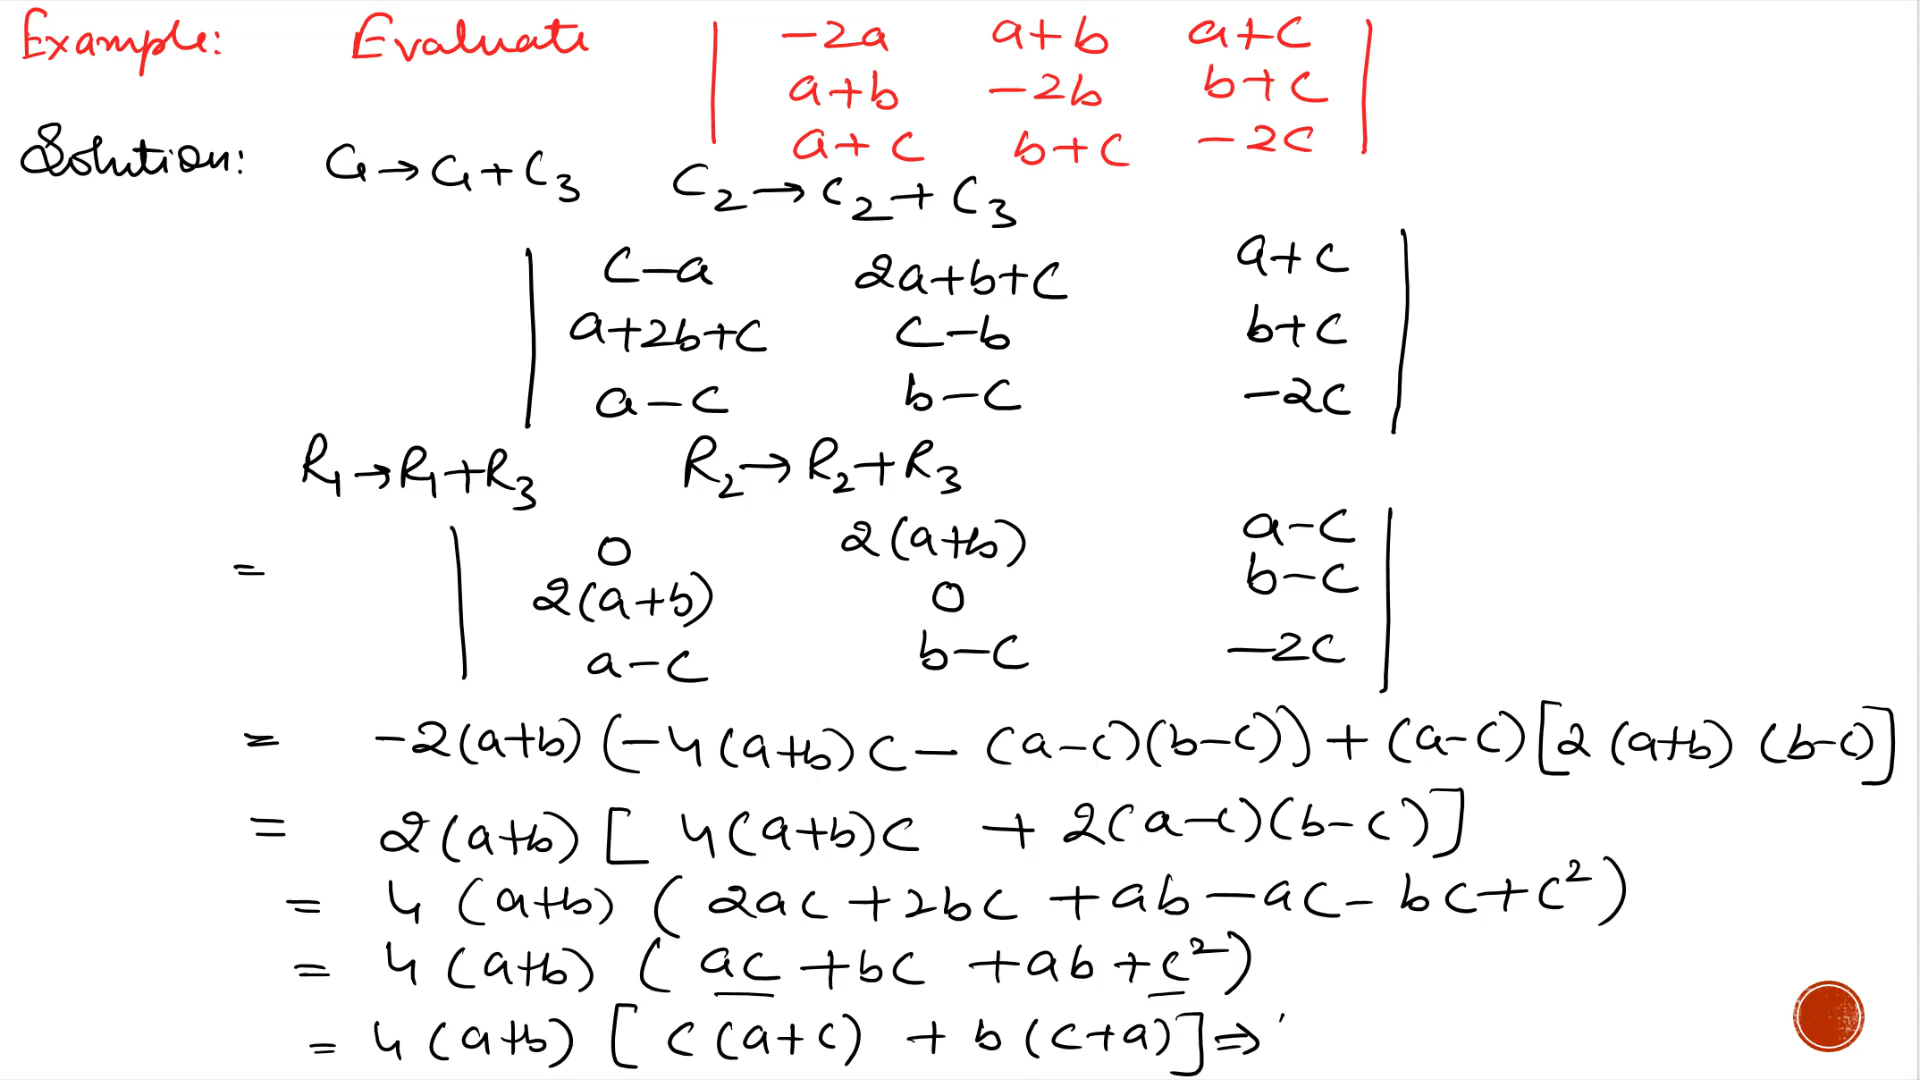 Example: Evaluate | -2a a+b a+c |
| a+b -2b b+c |
| a+c b+c -2c |
Solution: C₁→C₁+C₃ C₂→C₂+C₃
| c-a 2a+b+c a+c |
| a+2b+c c-b b+c |
| a-c b-c -2c |
R₁→R₁+R₃ R₂→R₂+R₃
= | 0 2(a+b) a-c |
| 2(a+b) 0 b-c |
| a-c b-c -2c |
= -2(a+b)(-4(a+b)c-(a-c)(b-c))+(a-c)[2(a+b)(b-c)]
= 2(a+b)[4(a+b)c + 2(a-c)(b-c)]
= 4(a+b)(2ac+2bc+ab-ac-bc+c²)
= 4(a+b)(ac+bc+ab+c²)
= 4(a+b)[c(a+c)+b(c+a)]⇒